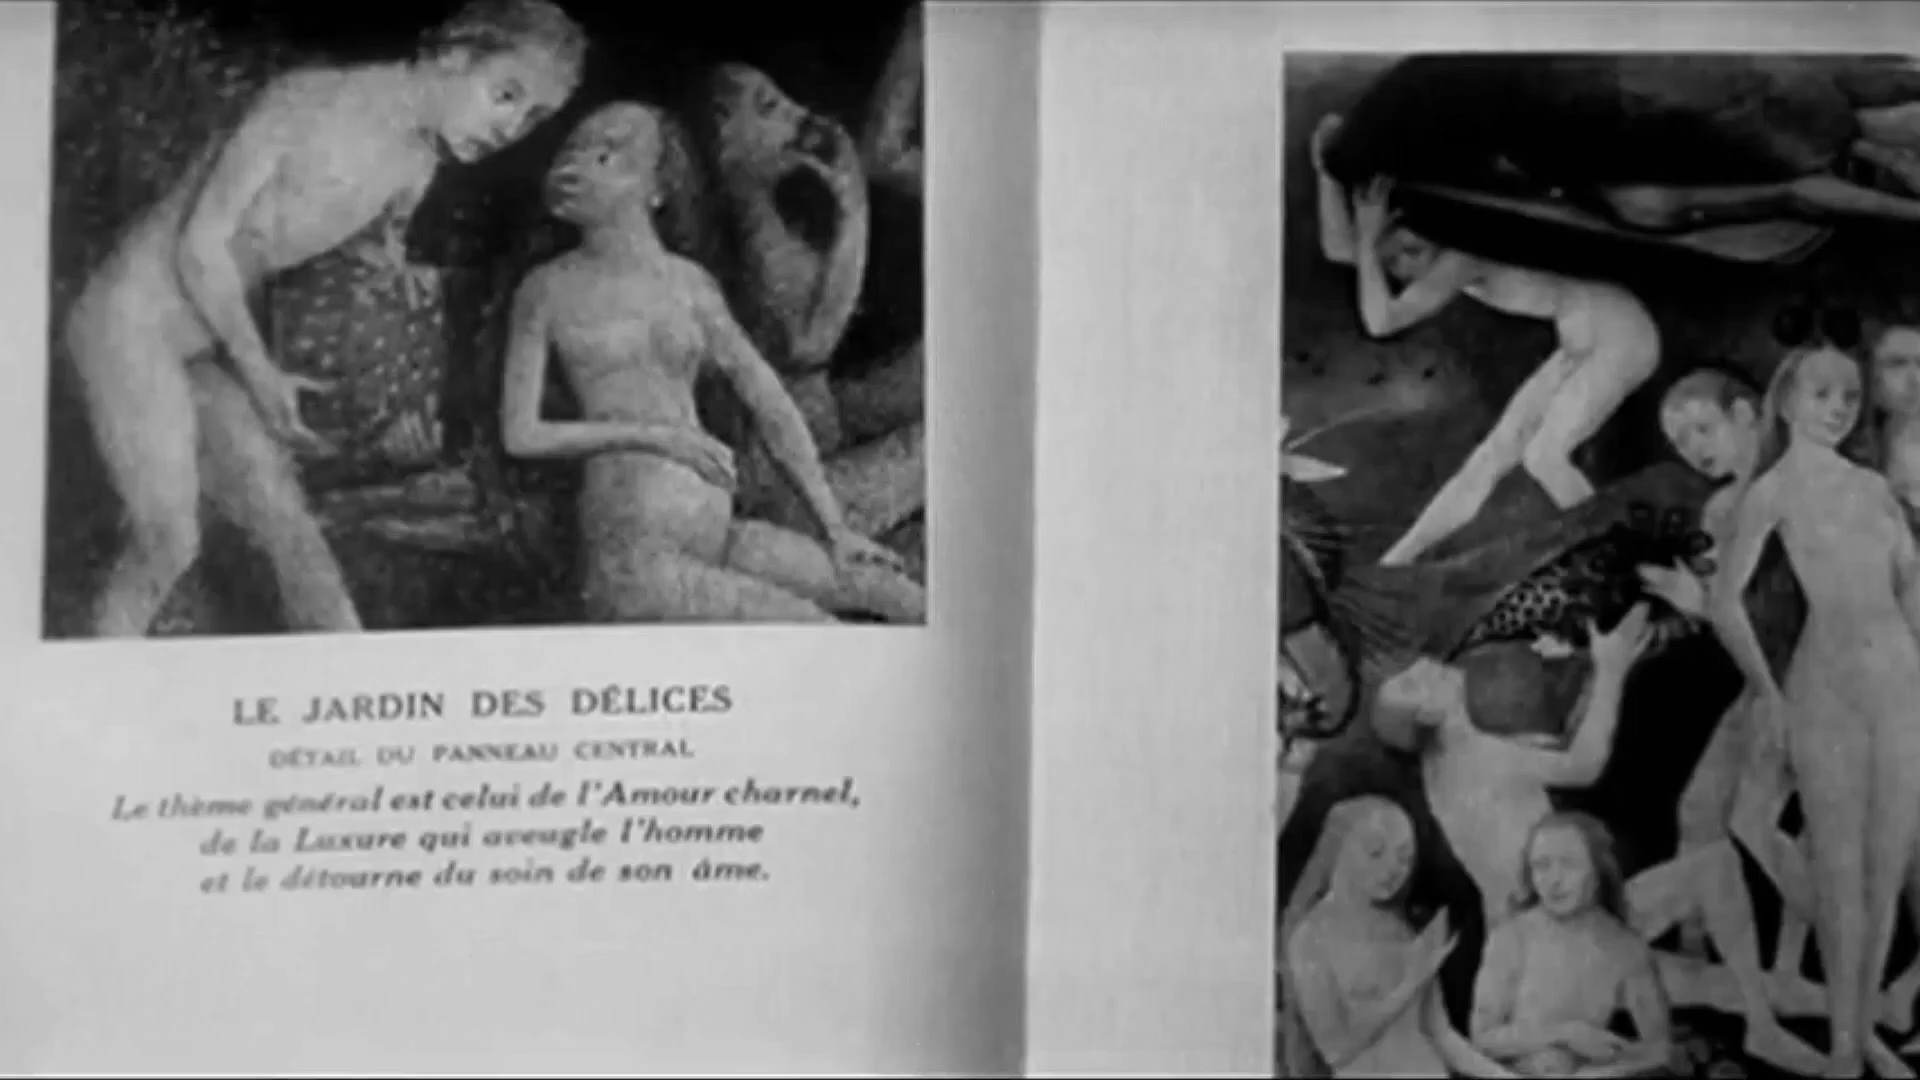 LE JARDIN DES DÉLICES
DÉTAIL DU PANNEAU CENTRAL
Le thème général est celui de l'Amour charnel,
de la Luxure qui aveugle l'homme
et le détourne du soin de son âme.